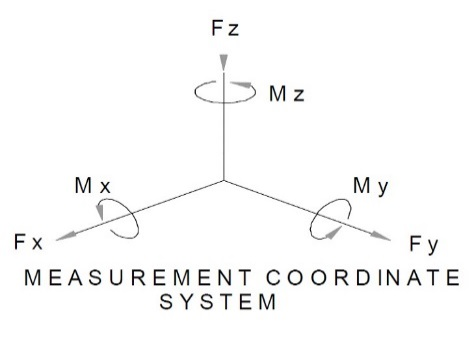 Fz
Mz
Mx
My
Fx
Fy
MEASUREMENT COORDINATE
SYSTEM